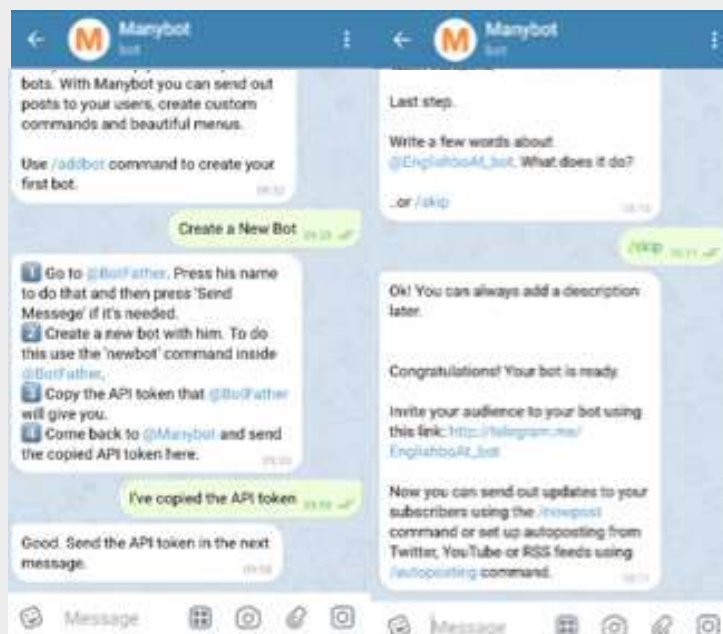 Manybot
bot
bots. With Manybot you can send out
posts to your users, create custom
commands and beautiful menus.
Use /addbot command to create your
first bot.
Create a New Bot
1 Go to @BotFather. Press his name
to do that and then press 'Send
Messege' if it's needed.
2 Create a new bot with him. To do
this use the 'newbot' command inside
@BotFather.
3 Copy the API token that @BotFather
will give you.
4 Come back to @Manybot and send
the copied API token here.
I've copied the API token
Good. Send the API token in the next
message.
Message
Manybot
bot
Last step.
Write a few words about
What does it do?
..or /skip
/skip
Ok! You can always add a description
later.
Congratulations! Your bot is ready.
Invite your audience to your bot using
this link: http://telegram.me/
Now you can send out updates to your
subscribers using the /newpost
command or set up autoposting from
Twitter, YouTube or RSS feeds using
/autoposting command.
Message